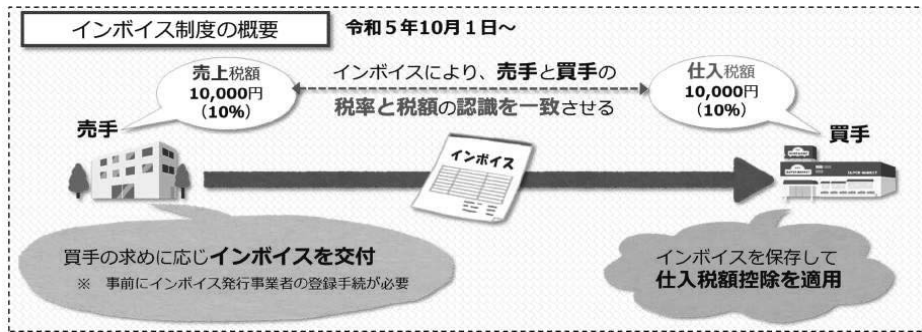 インボイス制度の概要
令和5年10月1日～
売上税額
10,000円
（10%）
インボイスにより、売手と買手の
税率と税額の認識を一致させる
仕入税額
10,000円
（10%）
売手
買手
インボイス
買手の求めに応じインボイスを交付
※　事前にインボイス発行事業者の登録手続が必要
インボイスを保存して
仕入税額控除を適用